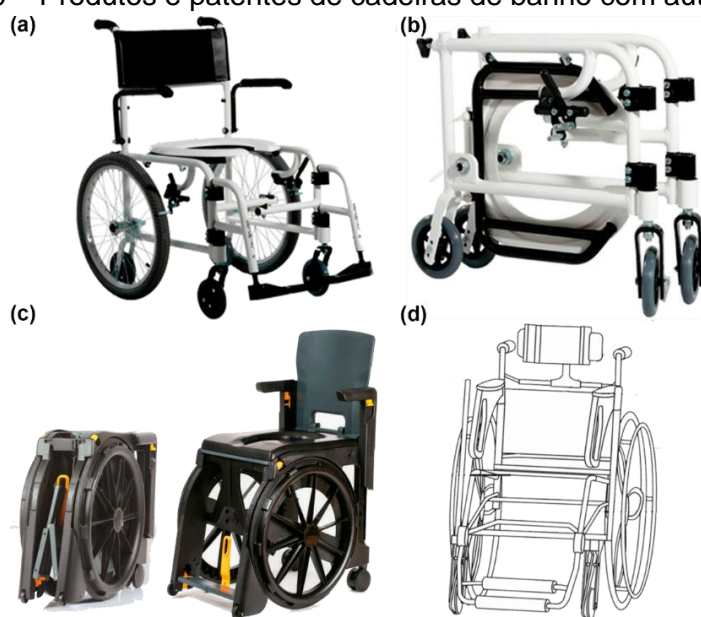 Produtos e patentes de cadeiras de banho com
(a)
(b)
(c)
(d)